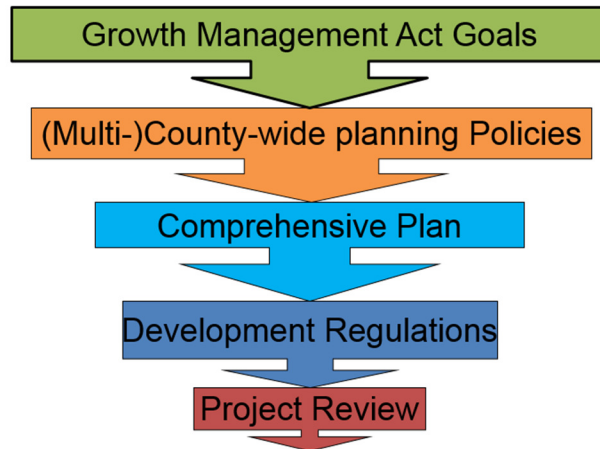 Growth Management Act Goals
(Multi-)County-wide planning Policies
Comprehensive Plan
Development Regulations
Project Review